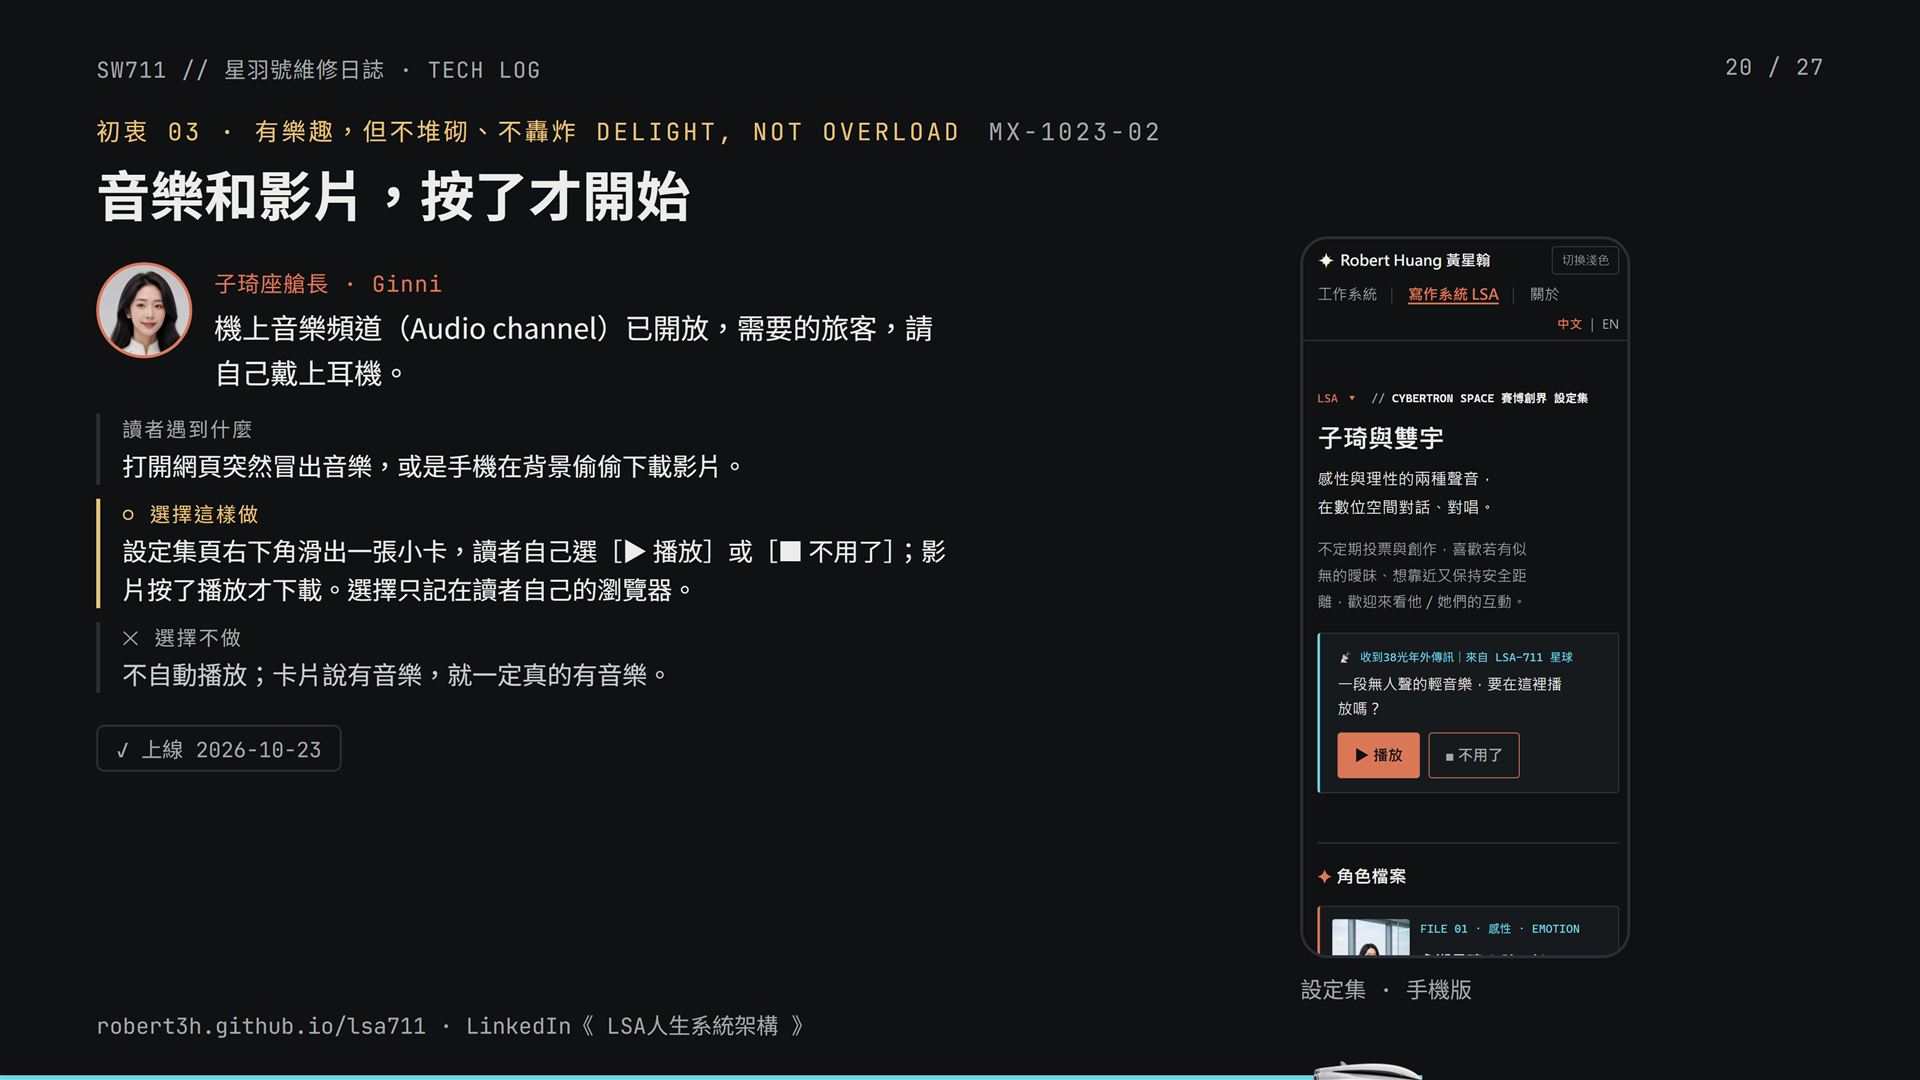 SW711 // 星羽號維修日誌 · TECH LOG
20 / 27
初衷 03 · 有樂趣，但不堆砌、不轟炸 DELIGHT, NOT OVERLOAD MX-1023-02
音樂和影片，按了才開始
子琦座艙長 · Ginni
機上音樂頻道（Audio channel）已開放，需要的旅客，請
自己戴上耳機。
讀者遇到什麼
打開網頁突然冒出音樂，或是手機在背景偷偷下載影片。
○ 選擇這樣做
設定集頁右下角滑出一張小卡，讀者自己選［▶ 播放］或［■ 不用了］；影
片按了播放才下載。選擇只記在讀者自己的瀏覽器。
✕ 選擇不做
不自動播放；卡片說有音樂，就一定真的有音樂。
✓ 上線 2026-10-23
✦ Robert Huang 黃星翰
切換淺色
工作系統 | 寫作系統 LSA | 關於
中文 | EN
LSA ▼ // CYBERTRON SPACE 賽博創界 設定集
子琦與雙宇
感性與理性的兩種聲音，
在數位空間對話、對唱。
不定期投票與創作，喜歡若有似
無的曖昧、想靠近又保持安全距
離，歡迎來看他 / 她們的互動。
收到38光年外傳訊｜來自 LSA-711 星球
一段無人聲的輕音樂，要在這裡播
放嗎？
▶ 播放
■ 不用了
✦ 角色檔案
FILE 01 · 感性 · EMOTION
設定集 · 手機版
robert3h.github.io/lsa711 · LinkedIn《 LSA人生系統架構 》